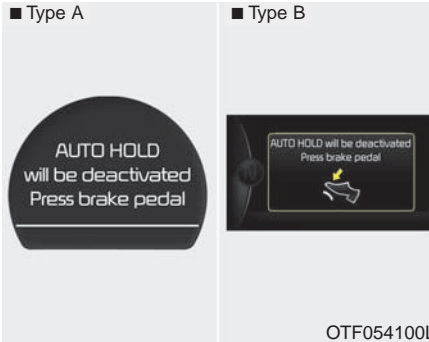 ■ Type A
AUTO HOLD
will be deactivated
Press brake pedal
■ Type B
AUTO HOLD will be deactivated
Press brake pedal
OTF054100L